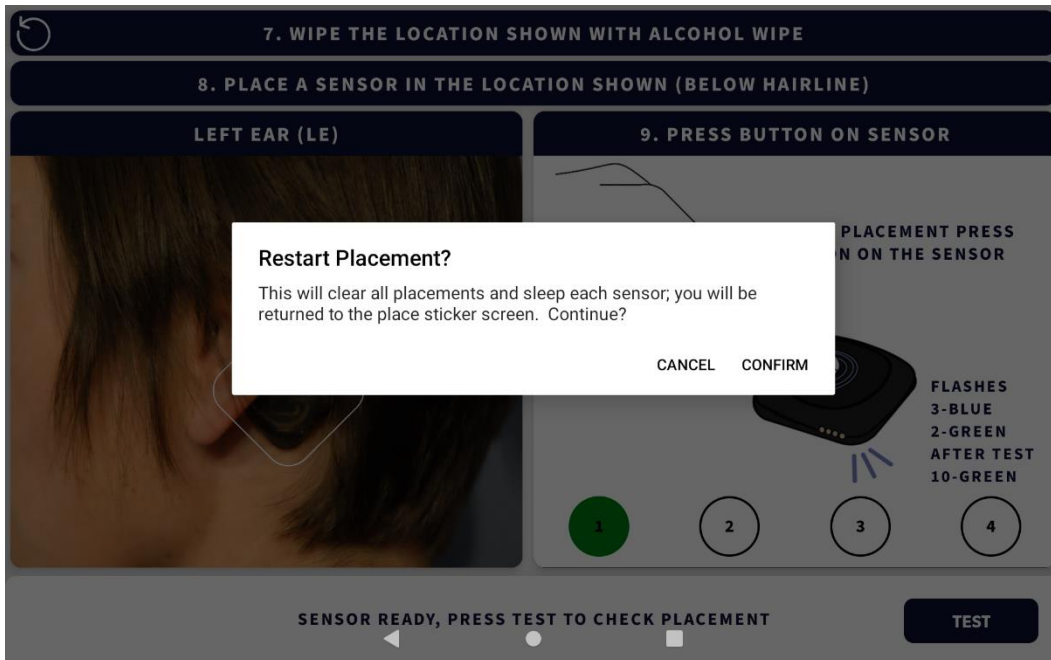 7. WIPE THE LOCATION SHOWN WITH ALCOHOL WIPE
8. PLACE A SENSOR IN THE LOCATION SHOWN (BELOW HAIRLINE)
LEFT EAR (LE)
9. PRESS BUTTON ON SENSOR
PLACEMENT PRESS
ON THE SENSOR
Restart Placement?
This will clear all placements and sleep each sensor; you will be
returned to the place sticker screen. Continue?
CANCEL CONFIRM
FLASHES
3-BLUE
2-GREEN
AFTER TEST
10-GREEN
1 2 3 4
SENSOR READY, PRESS TEST TO CHECK PLACEMENT
TEST